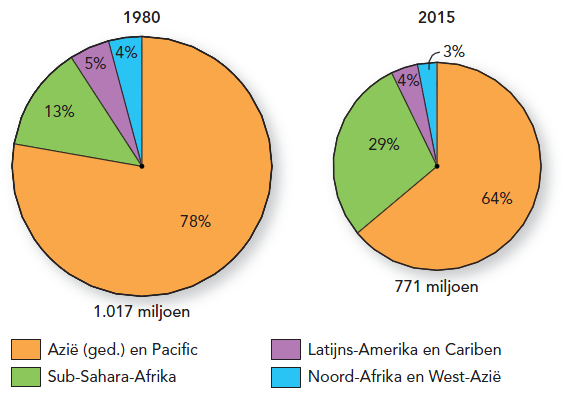 1980
2015
4%
5%
13%
78%
3%
4%
29%
64%
1.017 miljoen
771 miljoen
Azië (ged.) en Pacific
Latijns-Amerika en Cariben
Sub-Sahara-Afrika
Noord-Afrika en West-Azië